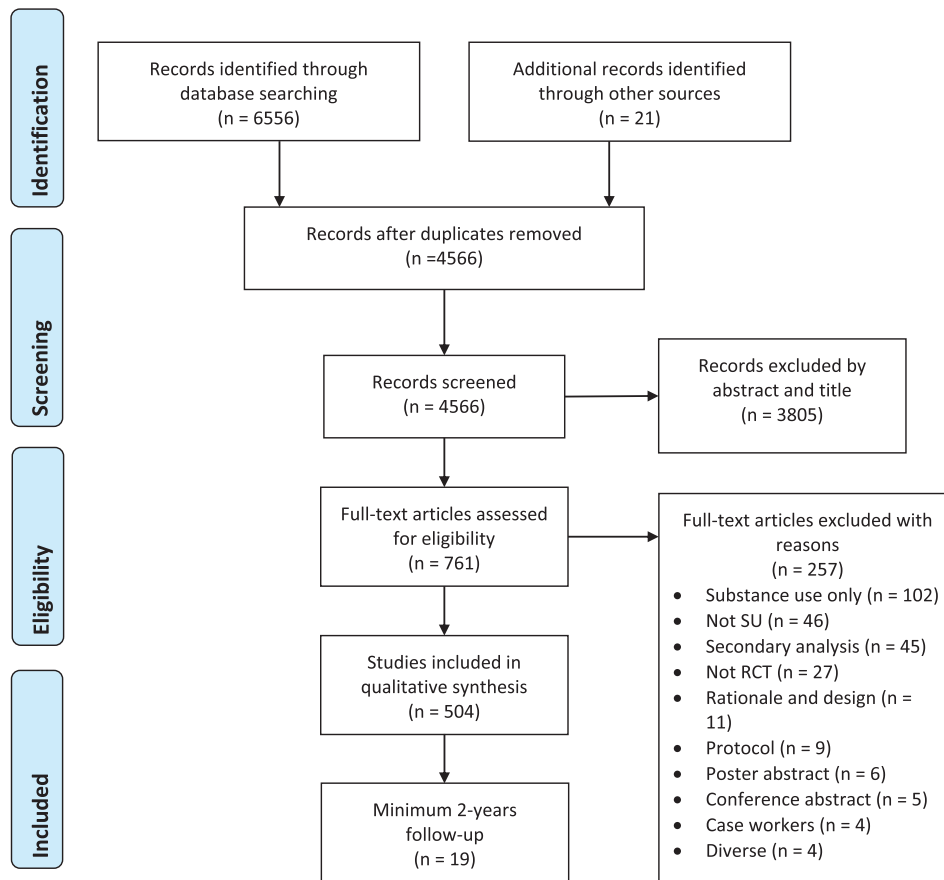 Identification
Records identified through
database searching
(n = 6556)
Additional records identified
through other sources
(n = 21)
Records after duplicates removed
(n =4566)
Screening
Records screened
(n = 4566)
Records excluded by
abstract and title
(n = 3805)
Eligibility
Full-text articles assessed
for eligibility
(n = 761)
Full-text articles excluded with
reasons
(n = 257)
• Substance use only (n = 102)
• Not SU (n = 46)
• Secondary analysis (n = 45)
• Not RCT (n = 27)
• Rationale and design (n =
11)
• Protocol (n = 9)
• Poster abstract (n = 6)
• Conference abstract (n = 5)
• Case workers (n = 4)
• Diverse (n = 4)
Studies included in
qualitative synthesis
(n = 504)
Included
Minimum 2-years
follow-up
(n = 19)